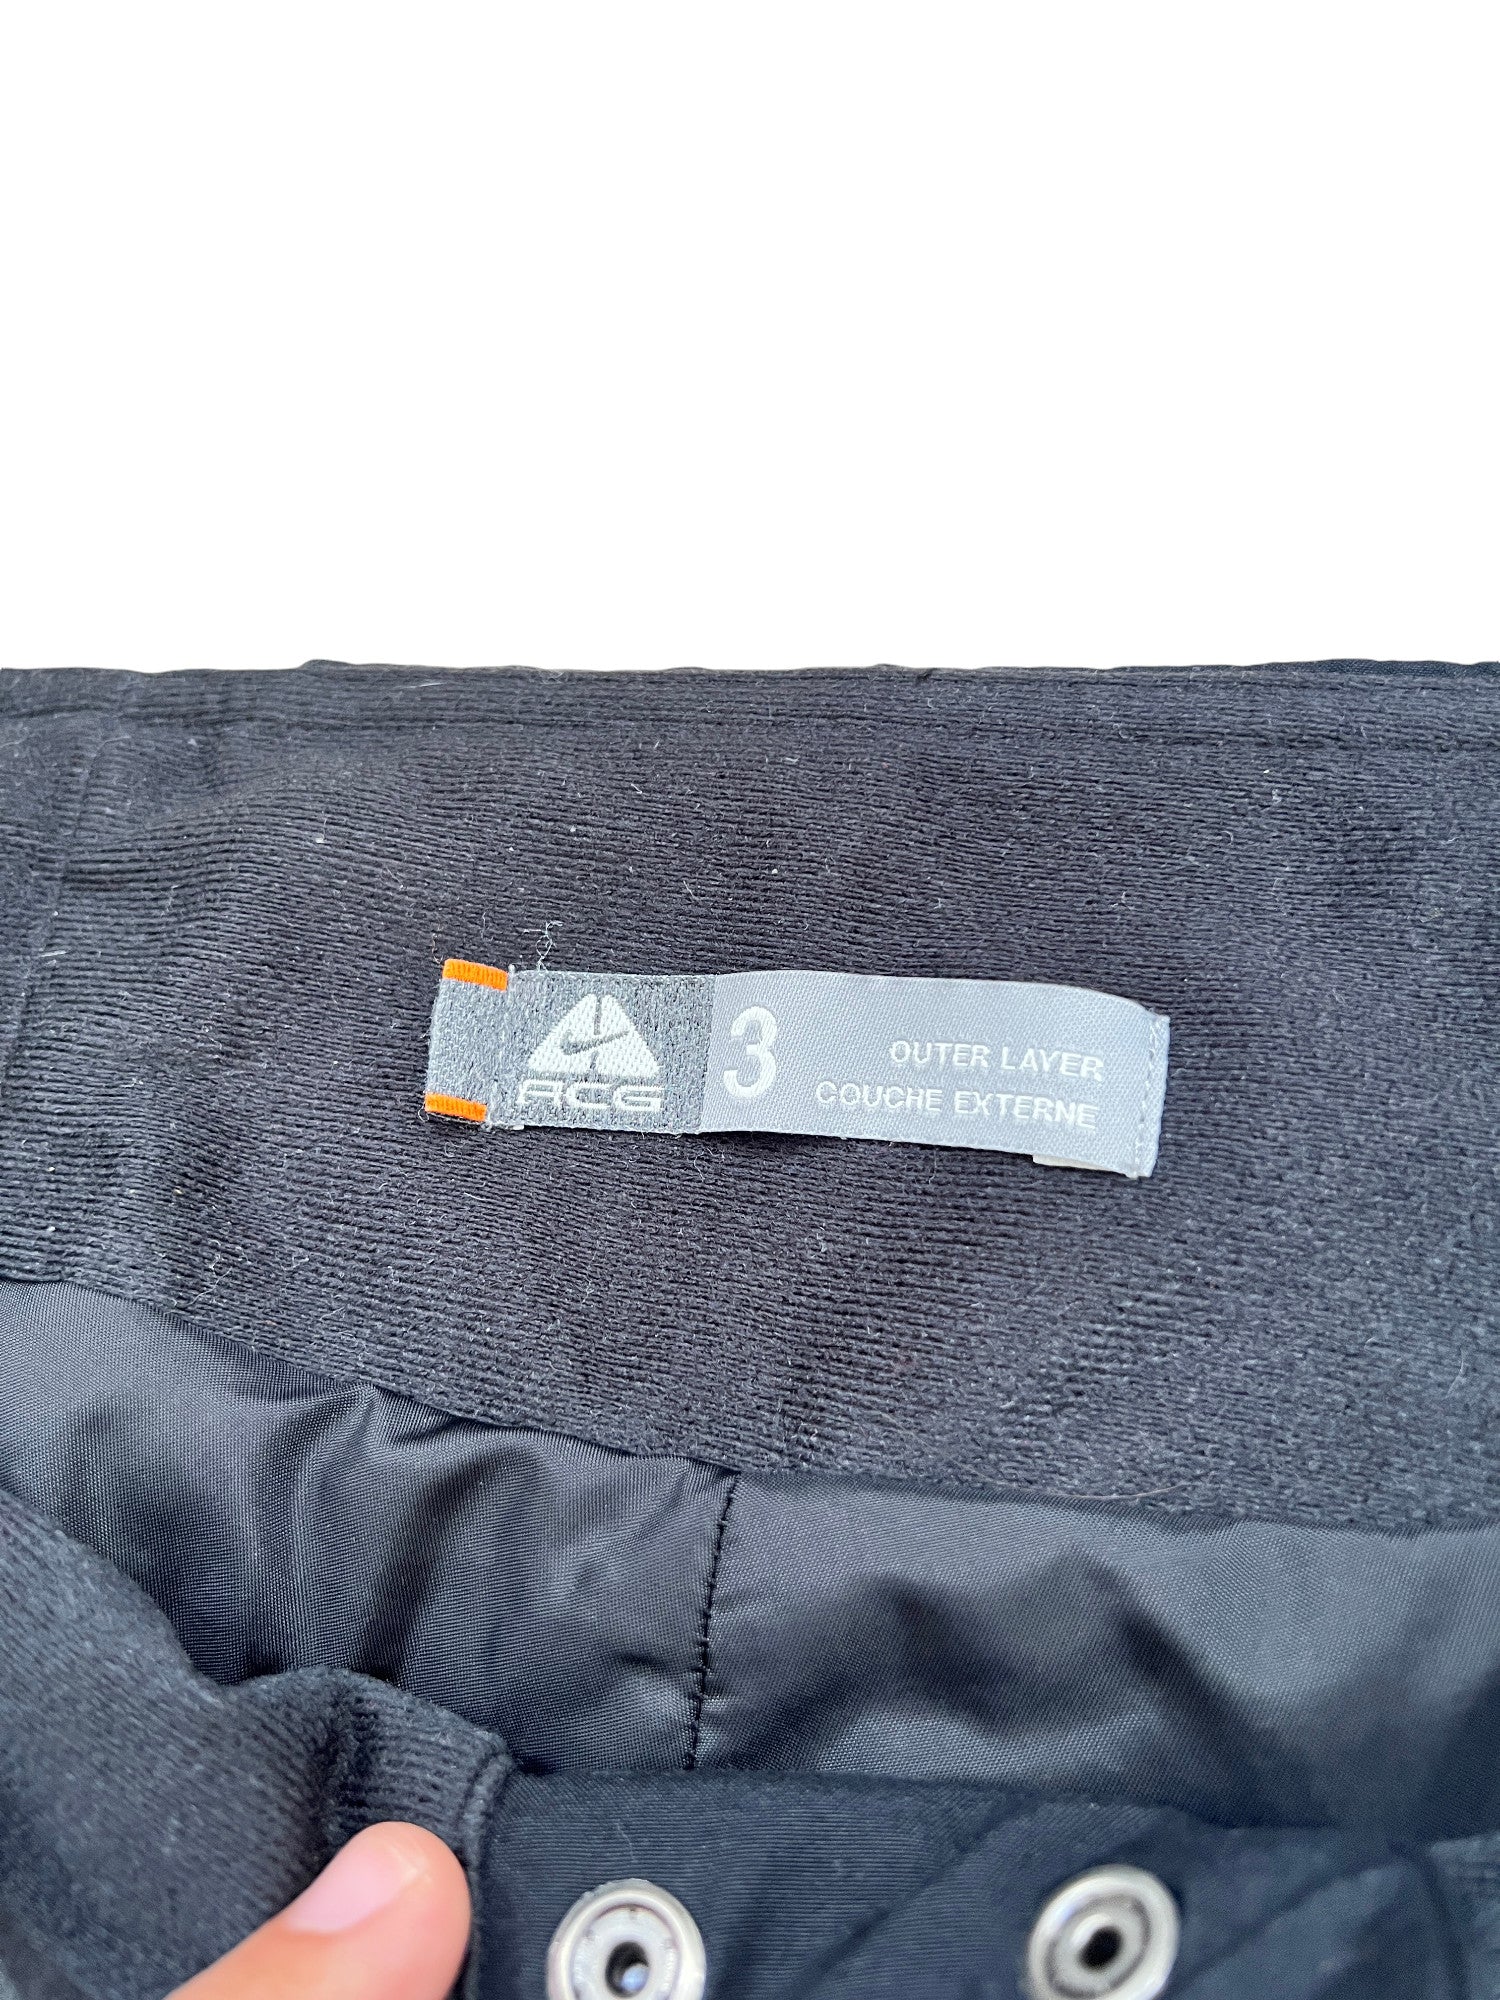 ACG
3
OUTER LAYER
COUCHE EXTERNE